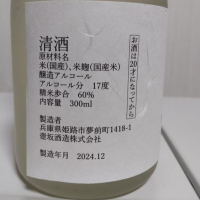 清酒
原材料名
米(国産)、米麹(国産米)
醸造アルコール
アルコール分　17度
精米歩合　60%
内容量　300ml
製造者
兵庫県姫路市夢前町1418-1
壺坂酒造株式会社
製造年月　2024.12
お酒は20才になってから